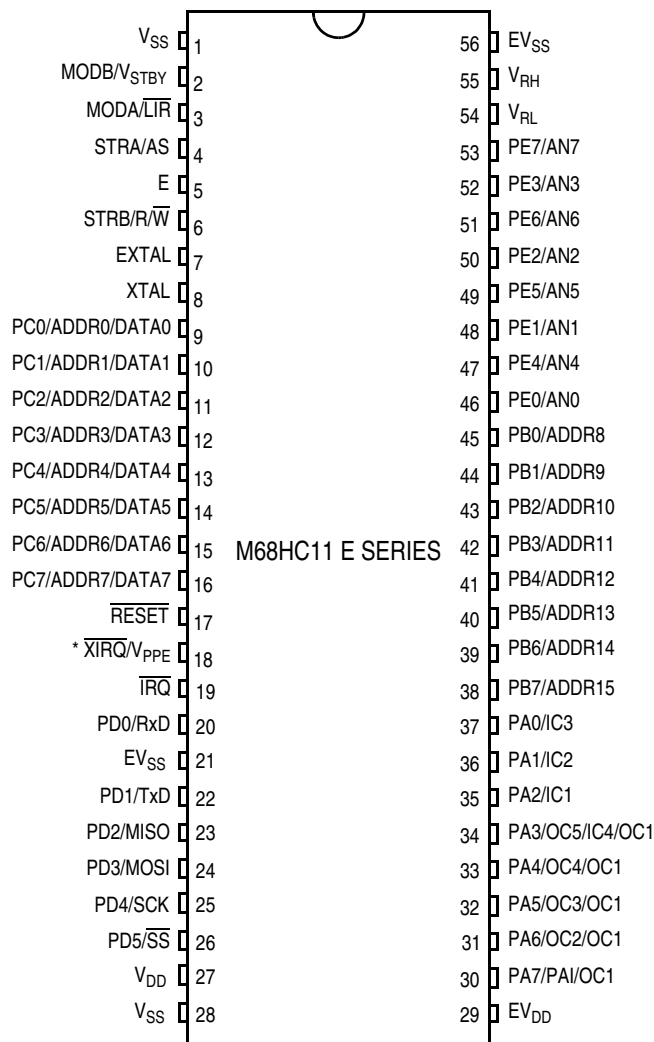 VSS 1
MODB/VSTBY 2
MODA/LIR 3
STRA/AS 4
E 5
STRB/R/W 6
EXTAL 7
XTAL 8
PC0/ADDR0/DATA0 9
PC1/ADDR1/DATA1 10
PC2/ADDR2/DATA2 11
PC3/ADDR3/DATA3 12
PC4/ADDR4/DATA4 13
PC5/ADDR5/DATA5 14
PC6/ADDR6/DATA6 15
PC7/ADDR7/DATA7 16
RESET 17
* XIRQ/VPPE 18
IRQ 19
PD0/RxD 20
EVSS 21
PD1/TxD 22
PD2/MISO 23
PD3/MOSI 24
PD4/SCK 25
PD5/SS 26
VDD 27
VSS 28
M68HC11 E SERIES
56 EVSS
55 VRH
54 VRL
53 PE7/AN7
52 PE3/AN3
51 PE6/AN6
50 PE2/AN2
49 PE5/AN5
48 PE1/AN1
47 PE4/AN4
46 PE0/AN0
45 PB0/ADDR8
44 PB1/ADDR9
43 PB2/ADDR10
42 PB3/ADDR11
41 PB4/ADDR12
40 PB5/ADDR13
39 PB6/ADDR14
38 PB7/ADDR15
37 PA0/IC3
36 PA1/IC2
35 PA2/IC1
34 PA3/OC5/IC4/OC1
33 PA4/OC4/OC1
32 PA5/OC3/OC1
31 PA6/OC2/OC1
30 PA7/PAI/OC1
29 EVDD